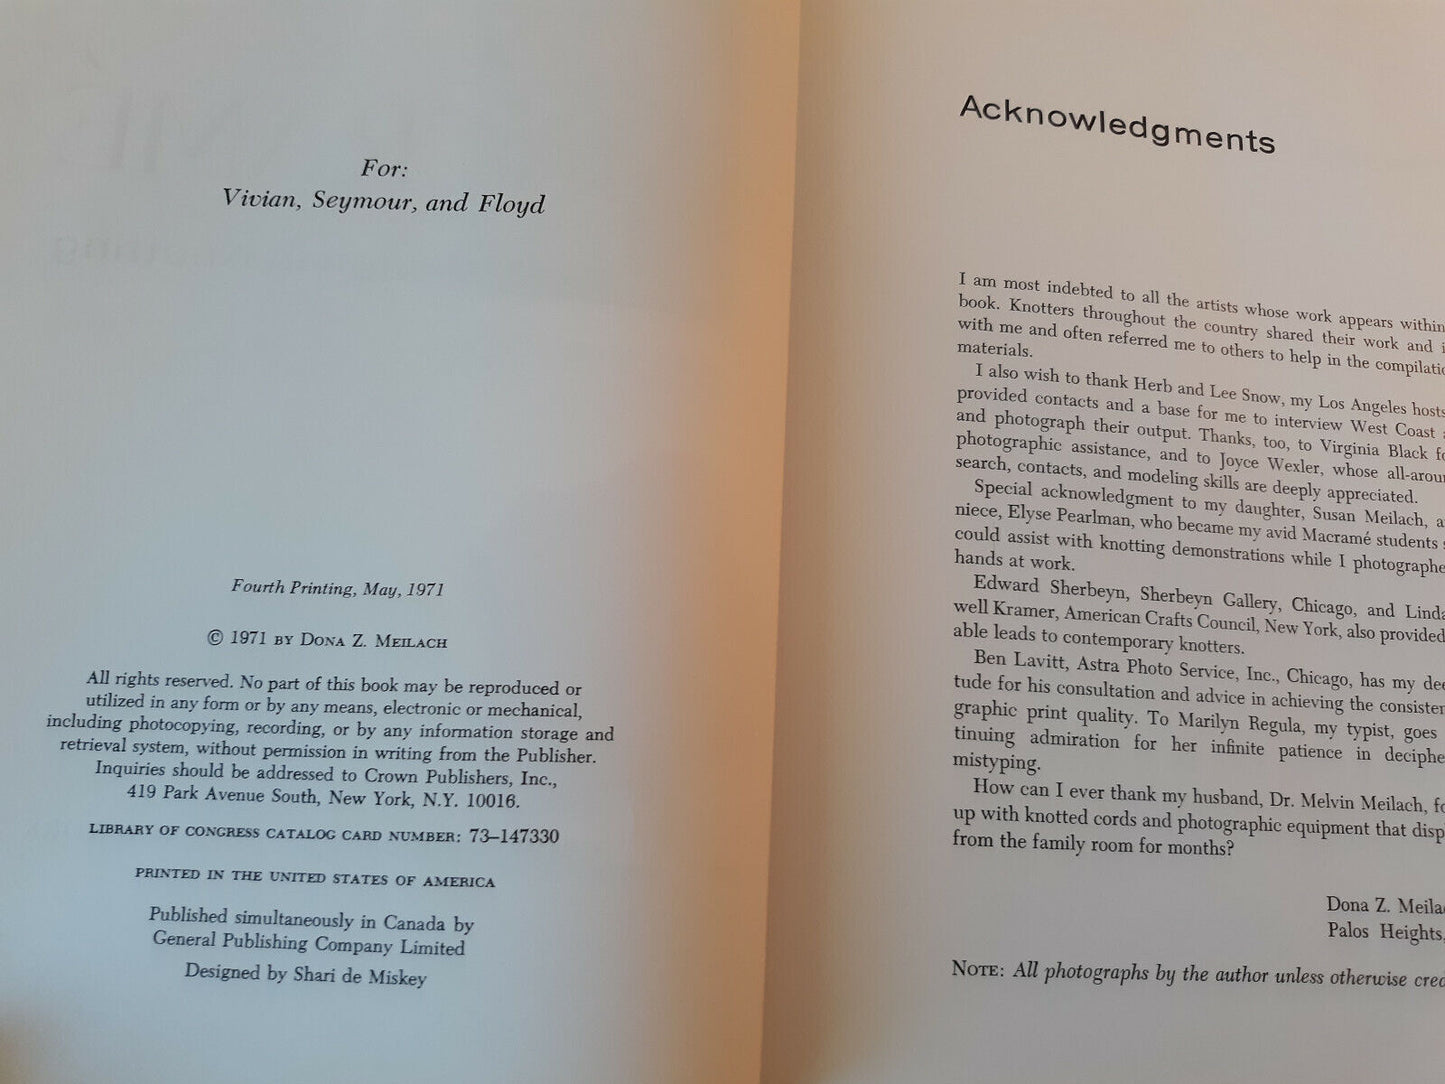 For:
Vivian, Seymour, and Floyd
Fourth Printing, May, 1971
© 1971 BY DONA Z. MEILACH
All rights reserved. No part of this book may be reproduced or
utilized in any form or by any means, electronic or mechanical,
including photocopying, recording, or by any information storage and
retrieval system, without permission in writing from the Publisher.
Inquiries should be addressed to Crown Publishers, Inc.,
419 Park Avenue South, New York, N.Y. 10016.
LIBRARY OF CONGRESS CATALOG CARD NUMBER: 73–147330
PRINTED IN THE UNITED STATES OF AMERICA
Published simultaneously in Canada by
General Publishing Company Limited
Designed by Shari de Miskey
Acknowledgments
I am most indebted to all the artists whose work appears within
book. Knotters throughout the country shared their work and
with me and often referred me to others to help in the compilatio
materials.
I also wish to thank Herb and Lee Snow, my Los Angeles hosts
provided contacts and a base for me to interview West Coast
and photograph their output. Thanks, too, to Virginia Black fo
photographic assistance, and to Joyce Wexler, whose all-arou
search, contacts, and modeling skills are deeply appreciated.
Special acknowledgment to my daughter, Susan Meilach, a
niece, Elyse Pearlman, who became my avid Macramé students s
could assist with knotting demonstrations while I photographe
hands at work.
Edward Sherbeyn, Sherbeyn Gallery, Chicago, and Linda
well Kramer, American Crafts Council, New York, also provided
able leads to contemporary knotters.
Ben Lavitt, Astra Photo Service, Inc., Chicago, has my dee
tude for his consultation and advice in achieving the consisten
graphic print quality. To Marilyn Regula, my typist, goes
tinuing admiration for her infinite patience in deciphe
mistyping.
How can I ever thank my husband, Dr. Melvin Meilach, fo
up with knotted cords and photographic equipment that disp
from the family room for months?
Dona Z. Meilac
Palos Heights,
NOTE: All photographs by the author unless otherwise cred